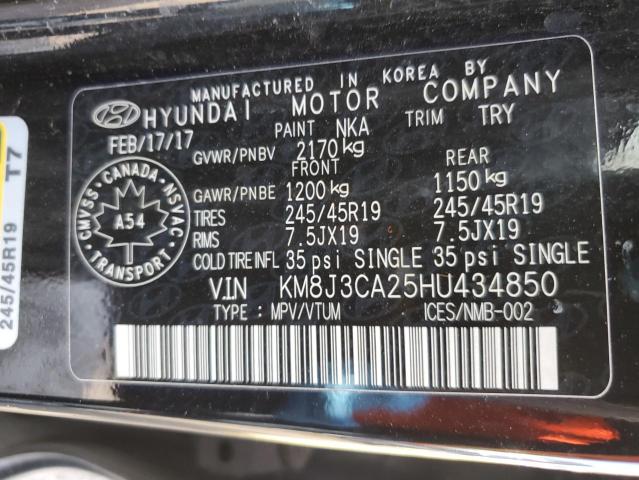 MANUFACTURED IN KOREA BY
HYUNDAI MOTOR COMPANY
FEB/17/17 PAINT NKA TRIM TRY
GVWR/PNBV 2170 kg
FRONT REAR
GAWR/PNBE 1200 kg 1150 kg
TIRES 245/45R19 245/45R19
RIMS 7.5JX19 7.5JX19
COLD TIRE INFL 35 psi SINGLE 35 psi SINGLE
VIN KM8J3CA25HU434850
TYPE : MPV/VTUM ICES/NMB-002
CMVSS · CANADA · NSVAC
A54
TRANSPORT
245/45R19 T7